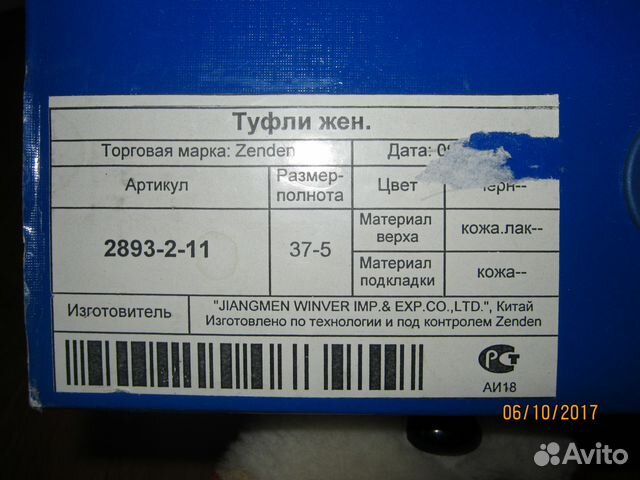 Туфли жен.
Торговая марка: Zenden
Дата:
Артикул
Размер-
полнота
Цвет
2893-2-11
37-5
Материал
верха
кожа.лак--
Материал
подкладки
кожа--
Изготовитель
"JIANGMEN WINVER IMP.& EXP.CO.,LTD.", Китай
Изготовлено по технологии и под контролем Zenden
РСТ
АИ18
06/10/2017
Avito